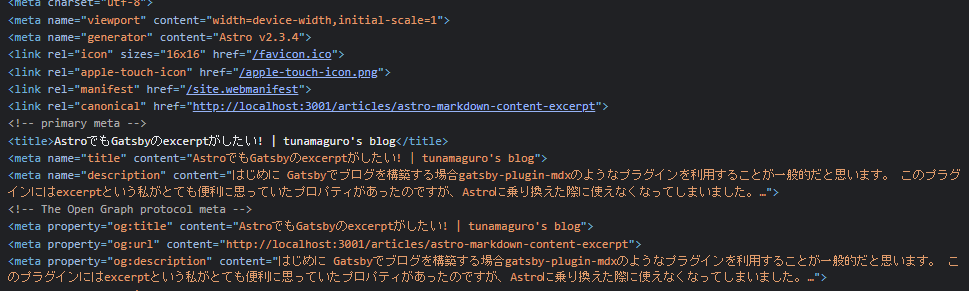 <meta charset="utf-8">
<meta name="viewport" content="width=device-width,initial-scale=1">
<meta name="generator" content="Astro v2.3.4">
<link rel="icon" sizes="16x16" href="/favicon.ico">
<link rel="apple-touch-icon" href="/apple-touch-icon.png">
<link rel="manifest" href="/site.webmanifest">
<link rel="canonical" href="http://localhost:3001/articles/astro-markdown-content-excerpt">
<!-- primary meta -->
<title>AstroでもGatsbyのexcerptがしたい! | tunamaguro's blog</title>
<meta name="title" content="AstroでもGatsbyのexcerptがしたい! | tunamaguro's blog">
<meta name="description" content="はじめに Gatsbyでブログを構築する場合gatsby-plugin-mdxのようなプラグインを利用することが一般的だと思います。 このプラグ
インにはexcerptという私がとても便利に思っていたプロパティがあったのですが、Astroに乗り換えた際に使えなくなってしまいました。…">
<!-- The Open Graph protocol meta -->
<meta property="og:title" content="AstroでもGatsbyのexcerptがしたい! | tunamaguro's blog">
<meta property="og:url" content="http://localhost:3001/articles/astro-markdown-content-excerpt">
<meta property="og:description" content="はじめに Gatsbyでブログを構築する場合gatsby-plugin-mdxのようなプラグインを利用することが一般的だと思います。 こ
のプラグインにはexcerptという私がとても便利に思っていたプロパティがあったのですが、Astroに乗り換えた際に使えなくなってしまいました。…">